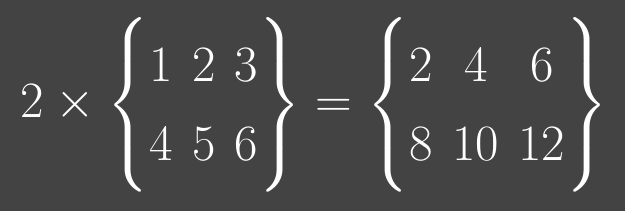 2 × { 1 2 3 } = { 2 4 6 }
{ 4 5 6 } { 8 10 12 }